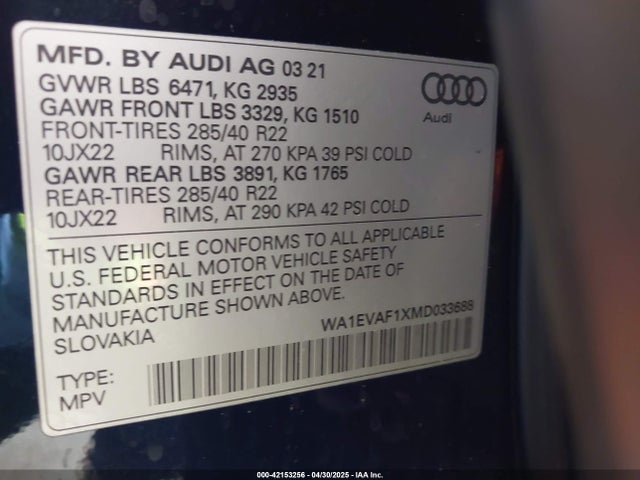 MFD. BY AUDI AG 03 21
GVWR LBS 6471, KG 2935
GAWR FRONT LBS 3329, KG 1510
FRONT-TIRES 285/40 R22
10JX22 RIMS, AT 270 KPA 39 PSI COLD
GAWR REAR LBS 3891, KG 1765
REAR-TIRES 285/40 R22
10JX22 RIMS, AT 290 KPA 42 PSI COLD
Audi
THIS VEHICLE CONFORMS TO ALL APPLICABLE
U.S. FEDERAL MOTOR VEHICLE SAFETY
STANDARDS IN EFFECT ON THE DATE OF
MANUFACTURE SHOWN ABOVE.
SLOVAKIA
WA1EVAF1XMD033688
TYPE:
MPV
000-42153256 - 04/30/2025 - IAA Inc.